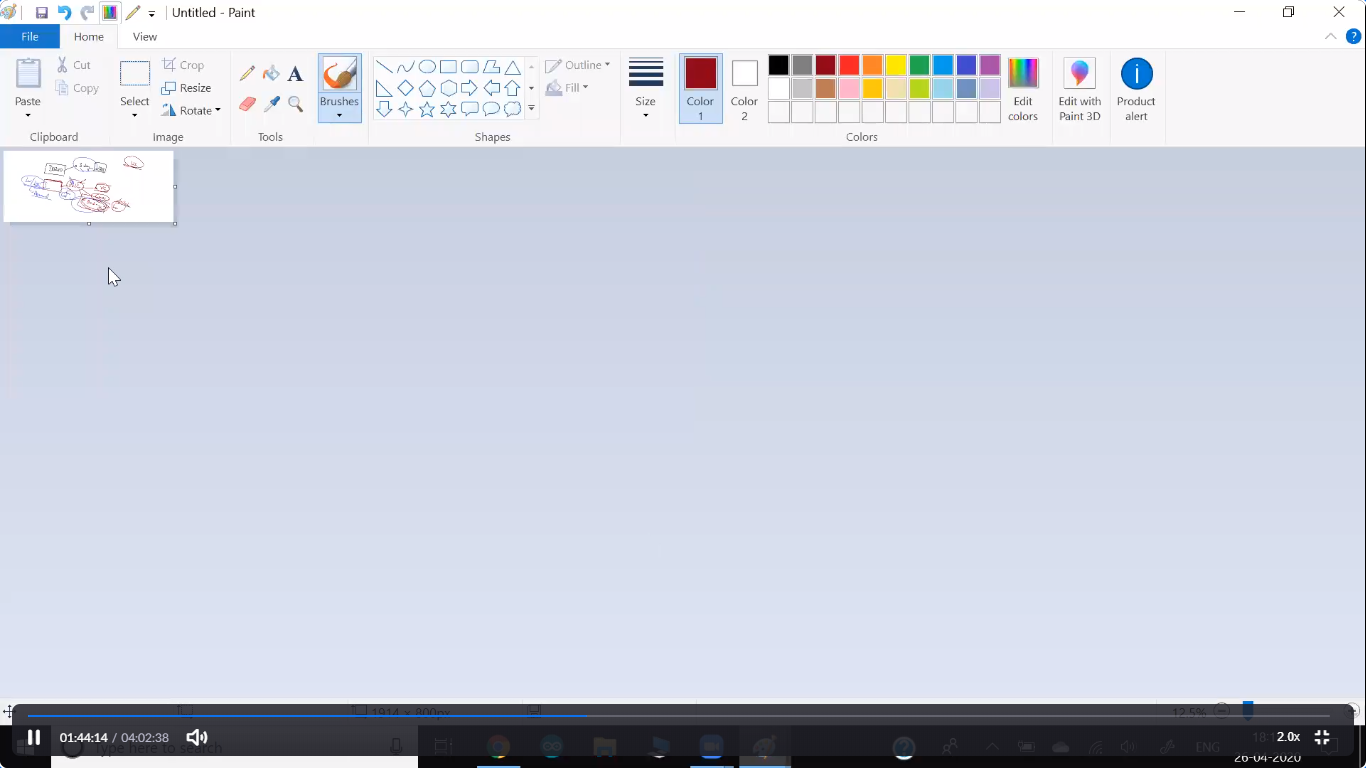 Untitled - Paint
File Home View
Paste
Cut
Copy
Clipboard
Select
Crop
Resize
Rotate
Image
Tools
Brushes
Shapes
Outline
Fill
Size
Color 1
Color 2
Colors
Edit colors
Edit with Paint 3D
Product alert
1914 × 800px
12.5%
01:44:14 / 04:02:38
2.0x
Type here to search
ENG
26-04-2020